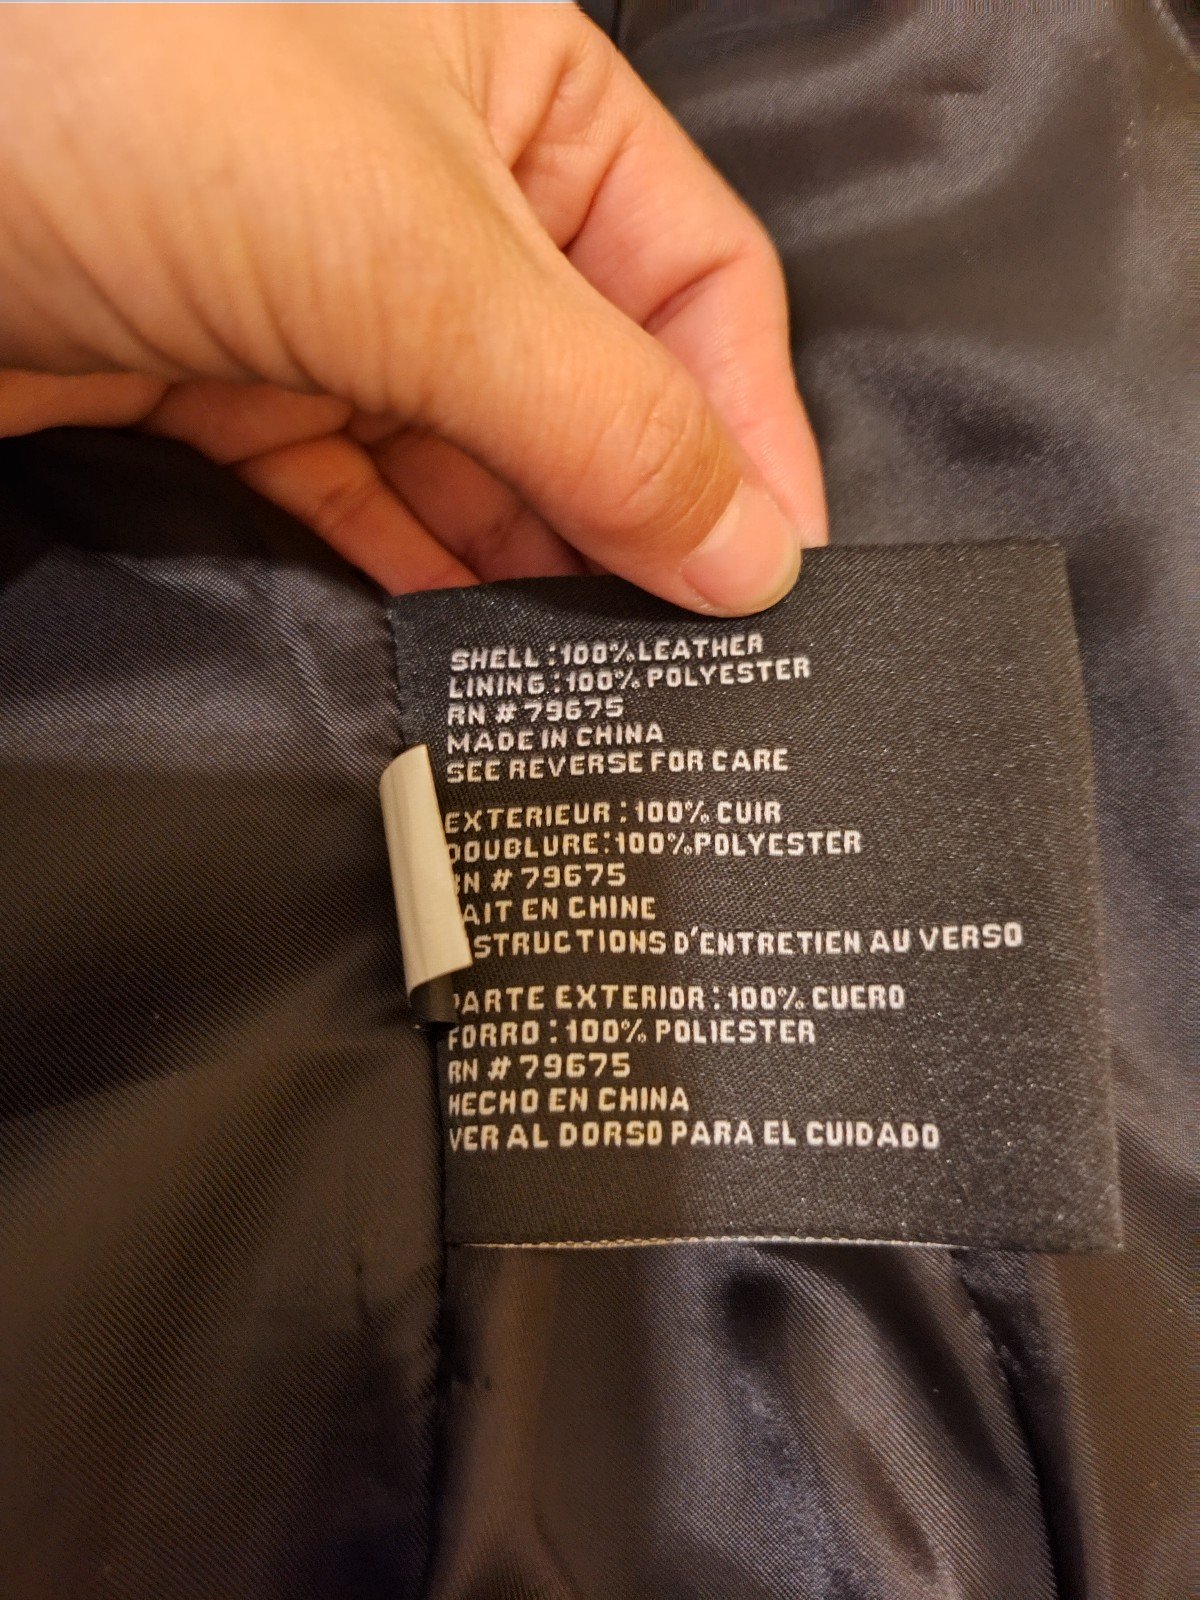 SHELL :100% LEATHER
LINING :100% POLYESTER
RN # 79675
MADE IN CHINA
SEE REVERSE FOR CARE
EXTERIEUR : 100% CUIR
DOUBLURE:100%POLYESTER
RN # 79675
EN CHINE
D'ENTRETIEN AU VERSO
PARTE EXTERIOR : 100% CUERO
FORRO : 100% POLIESTER
RN # 79675
HECHO EN CHINA
VER AL DORSO PARA EL CUIDADO